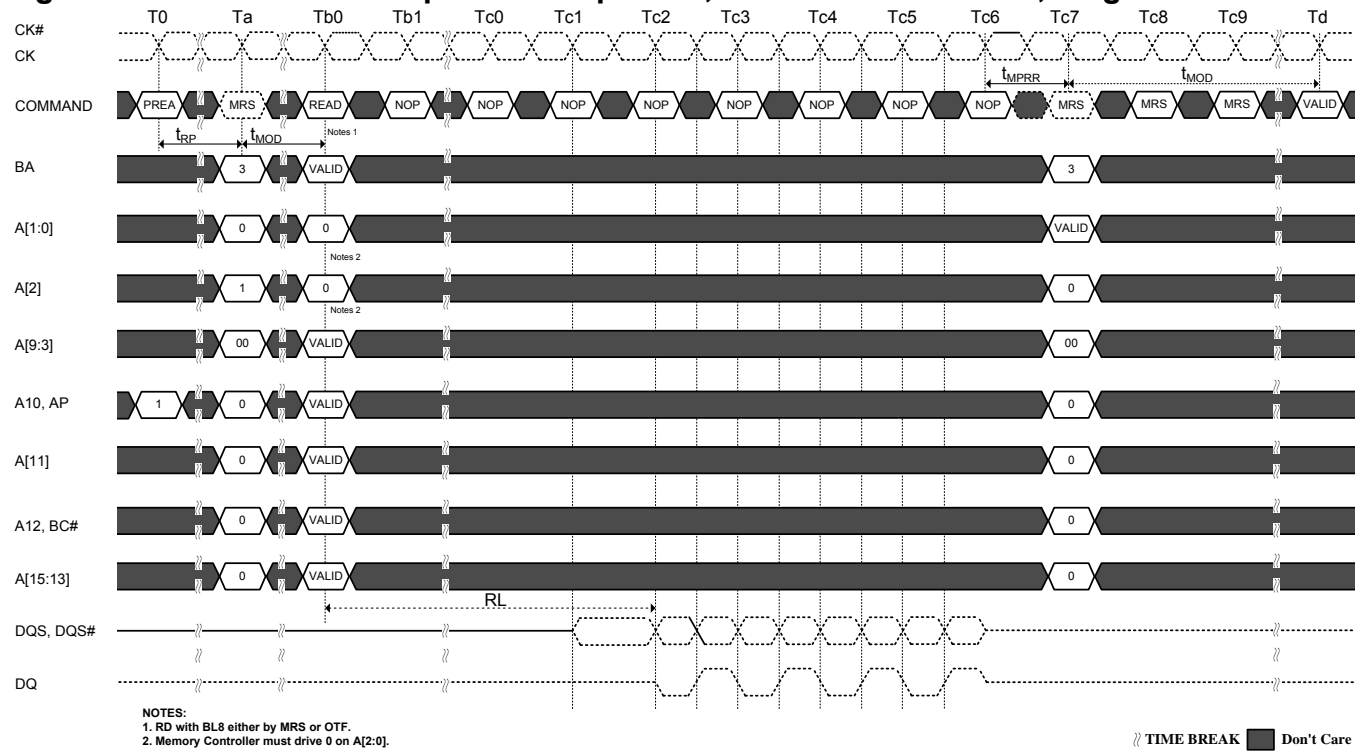 T0 Ta Tb0 Tb1 Tc0 Tc1 Tc2 Tc3 Tc4 Tc5 Tc6 Tc7 Tc8 Tc9 Td
CK#
CK
tMPRR tMOD
COMMAND PREA MRS READ NOP NOP NOP NOP NOP NOP NOP NOP MRS MRS MRS VALID
tRP tMOD Notes 1
BA 3 VALID 3
A[1:0] 0 0 VALID
Notes 2
A[2] 1 0 0
Notes 2
A[9:3] 00 VALID 00
A10, AP 1 0 VALID 0
A[11] 0 VALID 0
A12, BC# 0 VALID 0
A[15:13] 0 VALID 0
RL
DQS, DQS#
DQ
NOTES:
1. RD with BL8 either by MRS or OTF.
2. Memory Controller must drive 0 on A[2:0].
TIME BREAK Don't Care